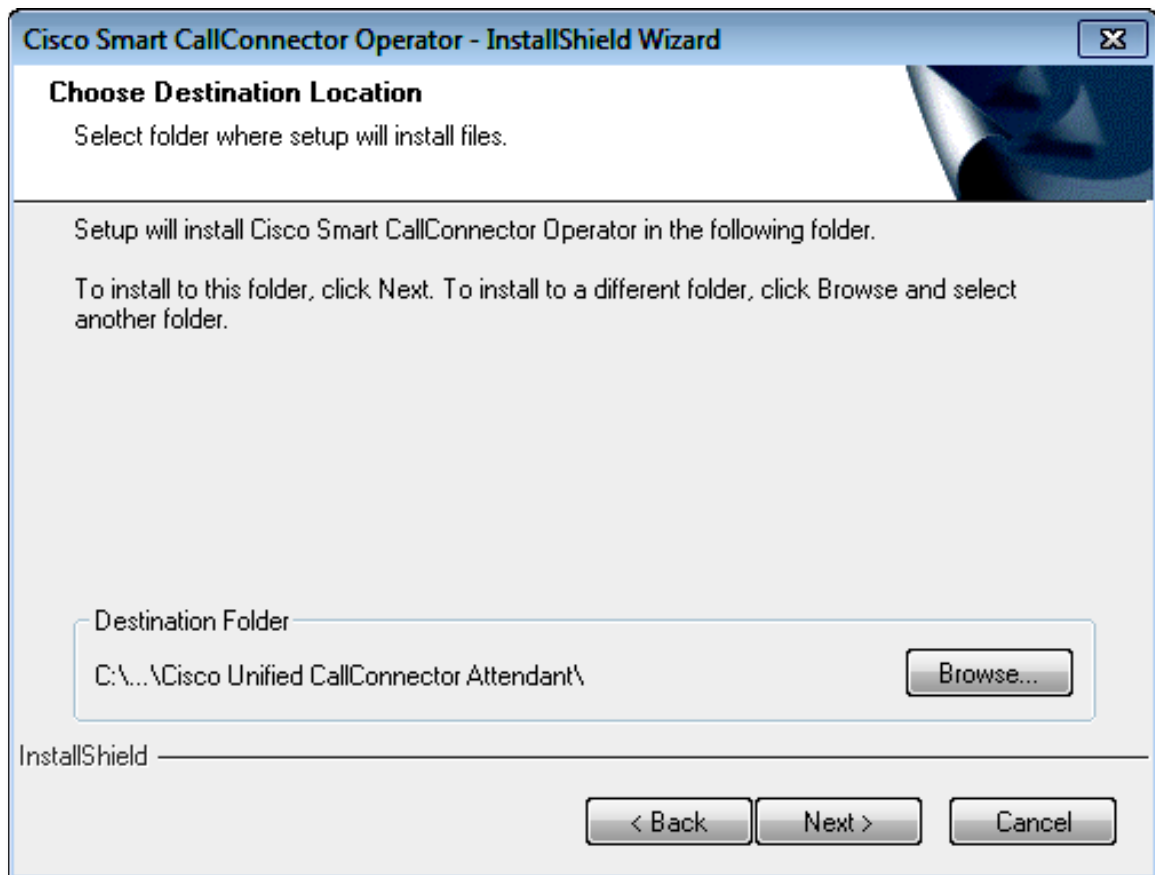 Cisco Smart CallConnector Operator - InstallShield Wizard
Choose Destination Location
Select folder where setup will install files.
Setup will install Cisco Smart CallConnector Operator in the following folder.
To install to this folder, click Next. To install to a different folder, click Browse and select
another folder.
Destination Folder
C:\...\Cisco Unified CallConnector Attendant\
Browse...
InstallShield
< Back
Next >
Cancel